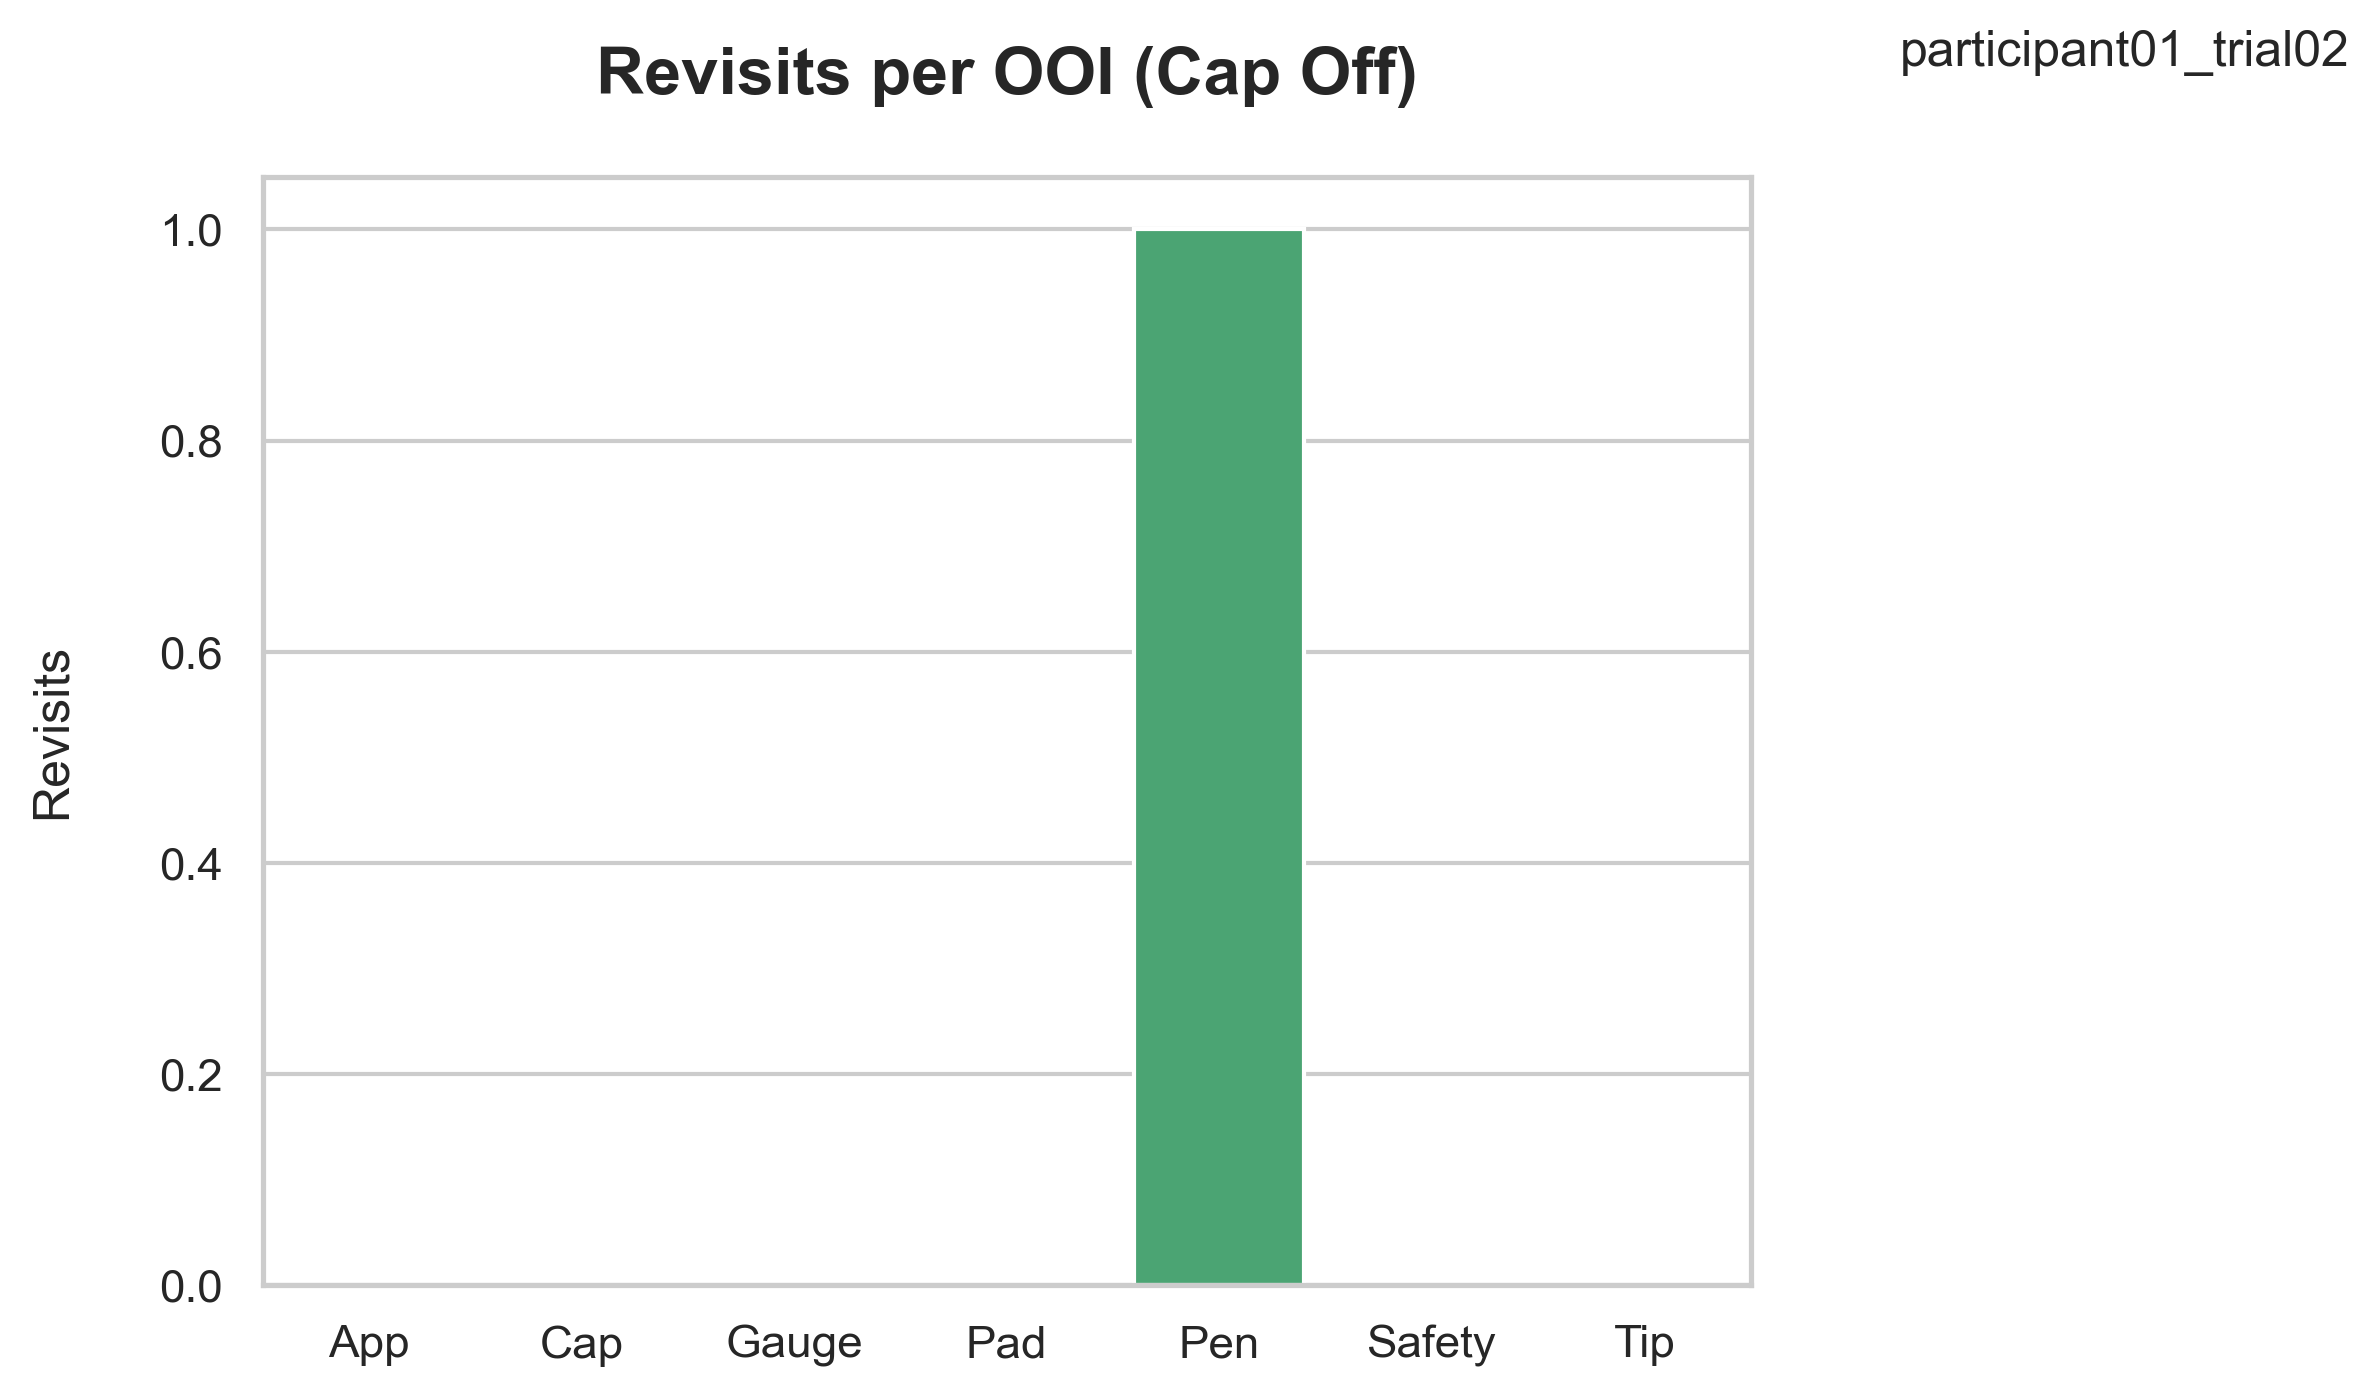 participant01_trial02
Revisits per OOI (Cap Off)
Revisits
1.0
0.8
0.6
0.4
0.2
0.0
App Cap Gauge Pad Pen Safety Tip